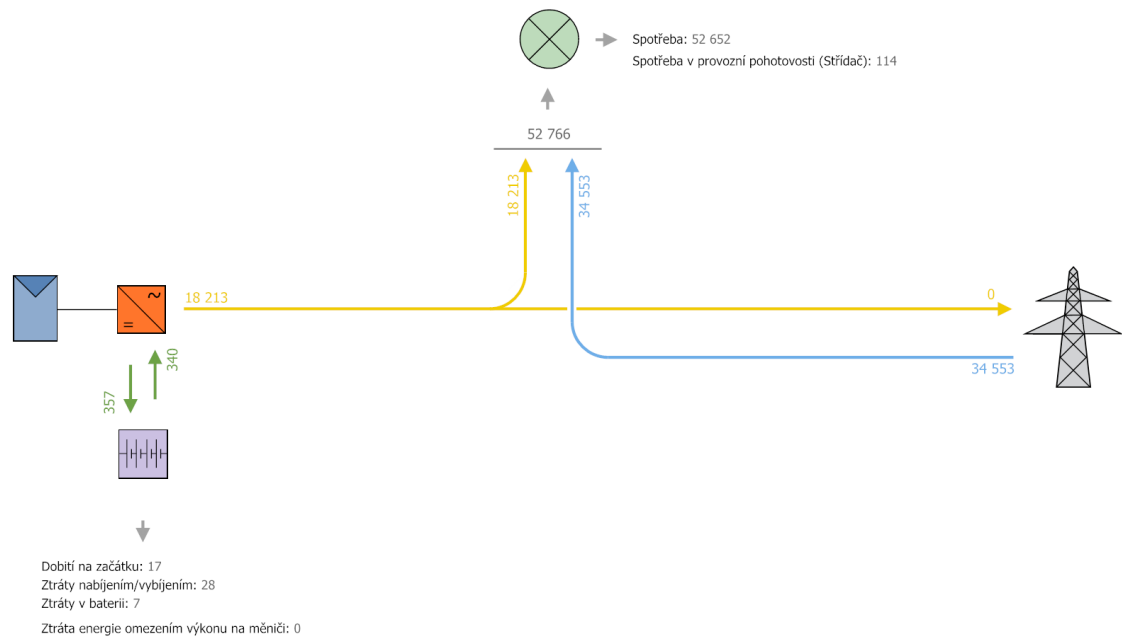 Spotřeba: 52 652
Spotřeba v provozní pohotovosti (Střídač): 114
52 766
18 213
34 553
18 213
0
34 553
340
357
Dobití na začátku: 17
Ztráty nabíjením/vybíjením: 28
Ztráty v baterii: 7
Ztráta energie omezením výkonu na měniči: 0